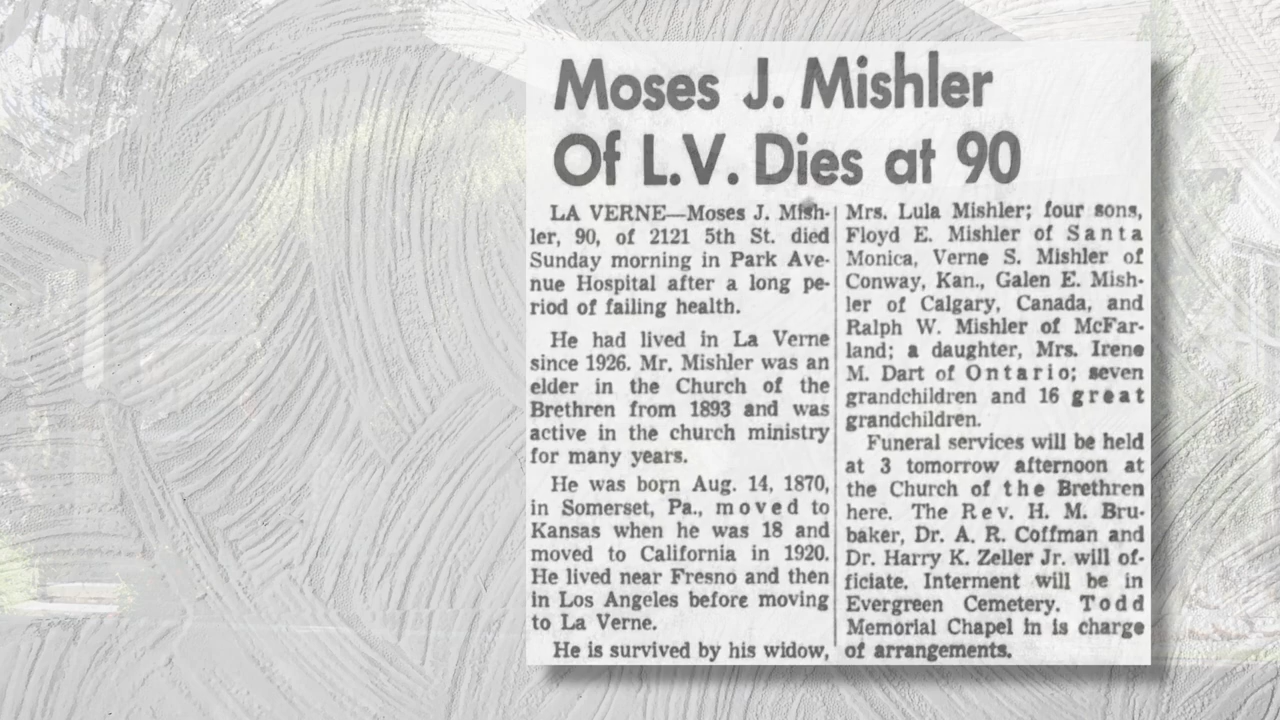 Moses J. Mishler
Of L.V. Dies at 90
LA VERNE—Moses J. Mish-
ler, 90, of 2121 5th St. died
Sunday morning in Park Ave-
nue Hospital after a long pe-
riod of failing health.
He had lived in La Verne
since 1926. Mr. Mishler was an
elder in the Church of the
Brethren from 1893 and was
active in the church ministry
for many years.
He was born Aug. 14, 1870,
in Somerset, Pa., moved to
Kansas when he was 18 and
moved to California in 1920.
He lived near Fresno and then
in Los Angeles before moving
to La Verne.
He is survived by his widow,
Mrs. Lula Mishler; four sons,
Floyd E. Mishler of Santa
Monica, Verne S. Mishler of
Conway, Kan., Galen E. Mish-
ler of Calgary, Canada, and
Ralph W. Mishler of McFar-
land; a daughter, Mrs. Irene
M. Dart of Ontario; seven
grandchildren and 16 great
grandchildren.
Funeral services will be held
at 3 tomorrow afternoon at
the Church of the Brethren
here. The Rev. H. M. Bru-
baker, Dr. A. R. Coffman and
Dr. Harry K. Zeller Jr. will of-
ficiate. Interment will be in
Evergreen Cemetery. Todd
Memorial Chapel in is charge
of arrangements.